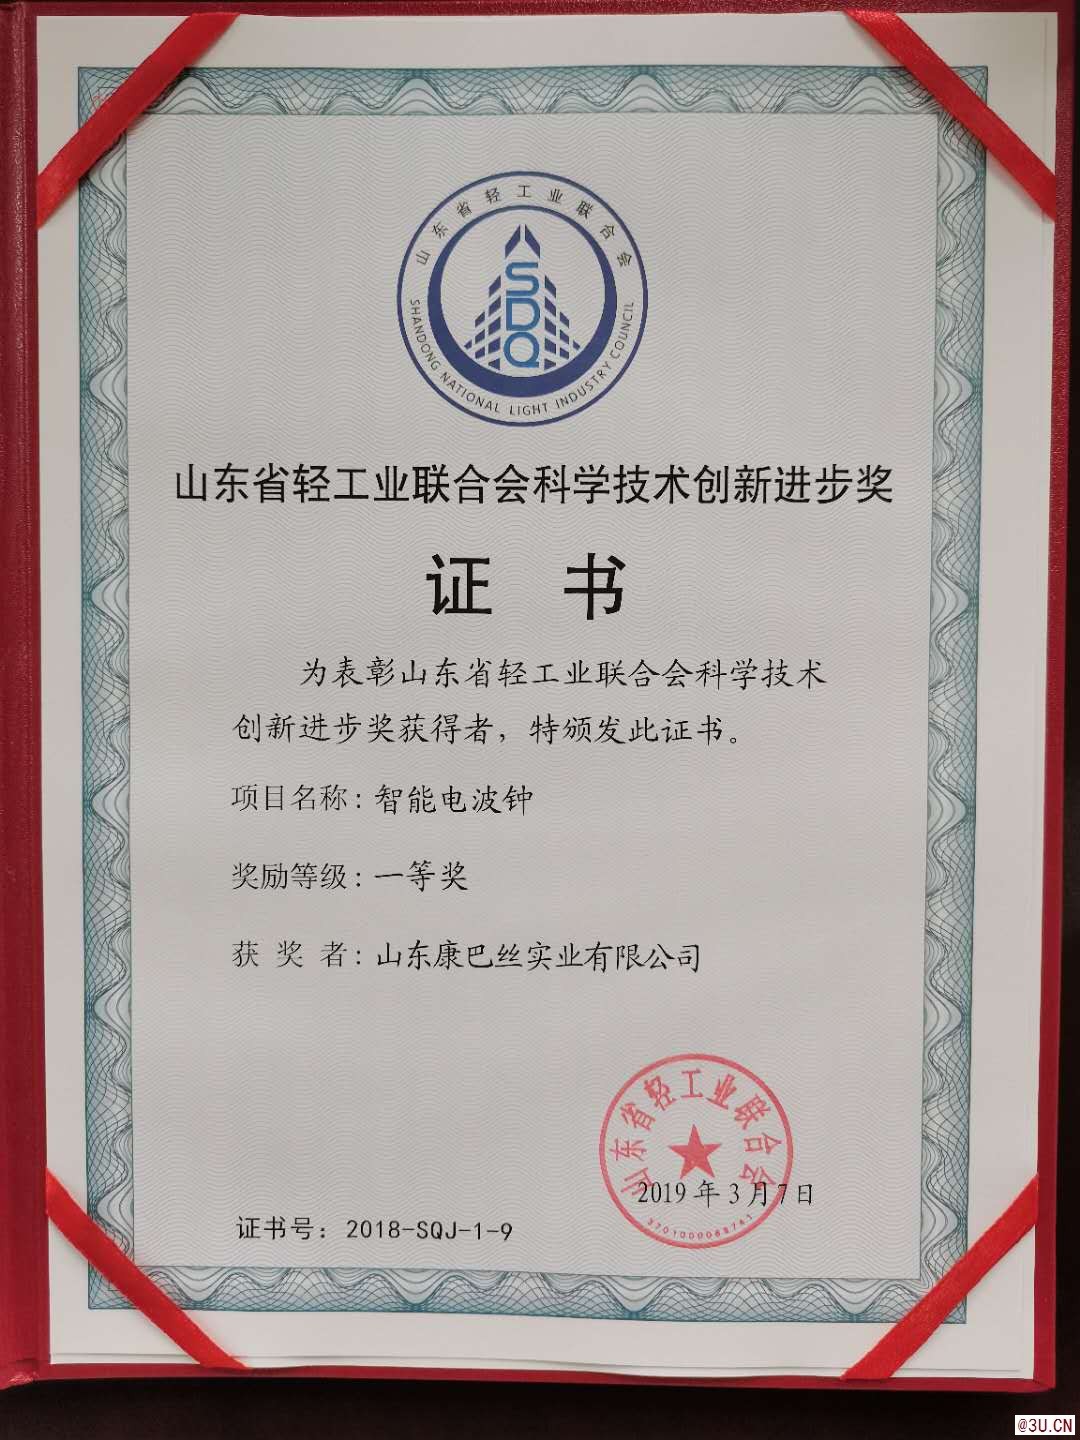 山东省轻工业联合会
SDQ
SHANDONG NATIONAL LIGHT INDUSTRY COUNCIL
山东省轻工业联合会科学技术创新进步奖
证 书
为表彰山东省轻工业联合会科学技术
创新进步奖获得者，特颁发此证书。
项目名称：智能电波钟
奖励等级：一等奖
获 奖 者：山东康巴丝实业有限公司
山东省轻工业联合会
2019年3月7日
证书号：2018-SQJ-1-9
@3U.CN